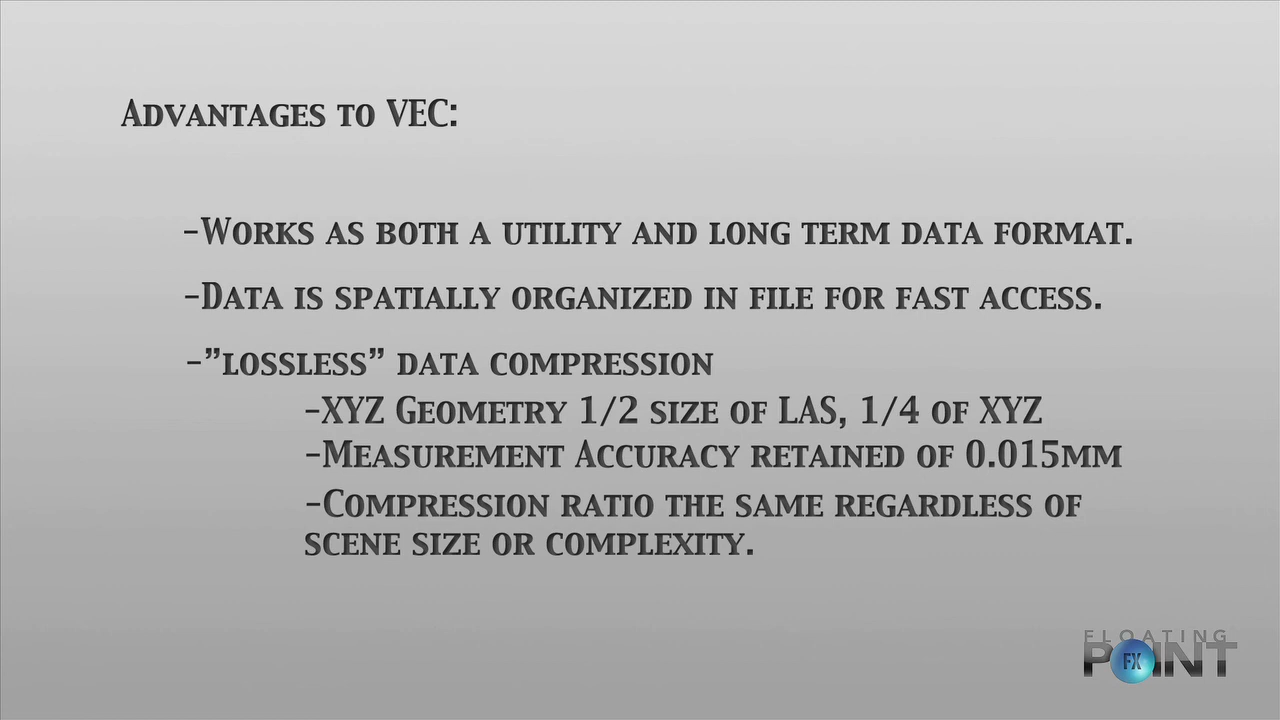 Advantages to VEC:
-Works as both a utility and long term data format.
-Data is spatially organized in file for fast access.
-”lossless” data compression
-XYZ Geometry 1/2 size of LAS, 1/4 of XYZ
-Measurement Accuracy retained of 0.015mm
-Compression ratio the same regardless of
scene size or complexity.
FLOATING
POINT
FX